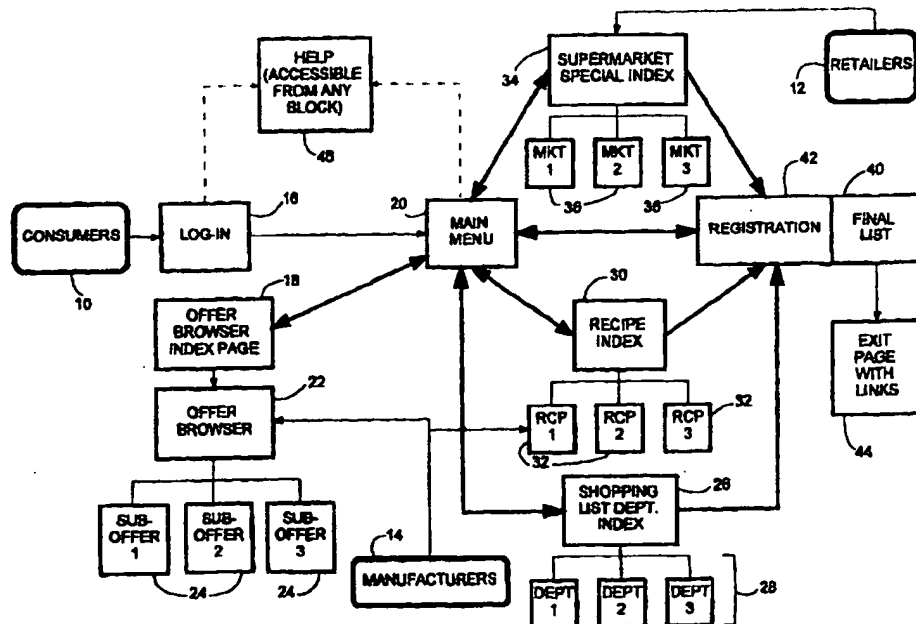 34
SUPERMARKET
SPECIAL INDEX
12
RETAILERS
HELP
(ACCESSIBLE
FROM ANY
BLOCK)
48
MKT
1
MKT
2
MKT
3
36
36
42
40
16
20
CONSUMERS
LOG-IN
MAIN
MENU
REGISTRATION
FINAL
LIST
10
18
30
OFFER
BROWSER
INDEX PAGE
RECIPE
INDEX
EXIT
PAGE
WITH
LINKS
22
OFFER
BROWSER
RCP
1
RCP
2
RCP
3
32
32
44
SHOPPING
LIST DEPT.
INDEX
26
SUB-
OFFER
1
SUB-
OFFER
2
SUB-
OFFER
3
14
24
24
MANUFACTURERS
DEPT
1
DEPT
2
DEPT
3
28